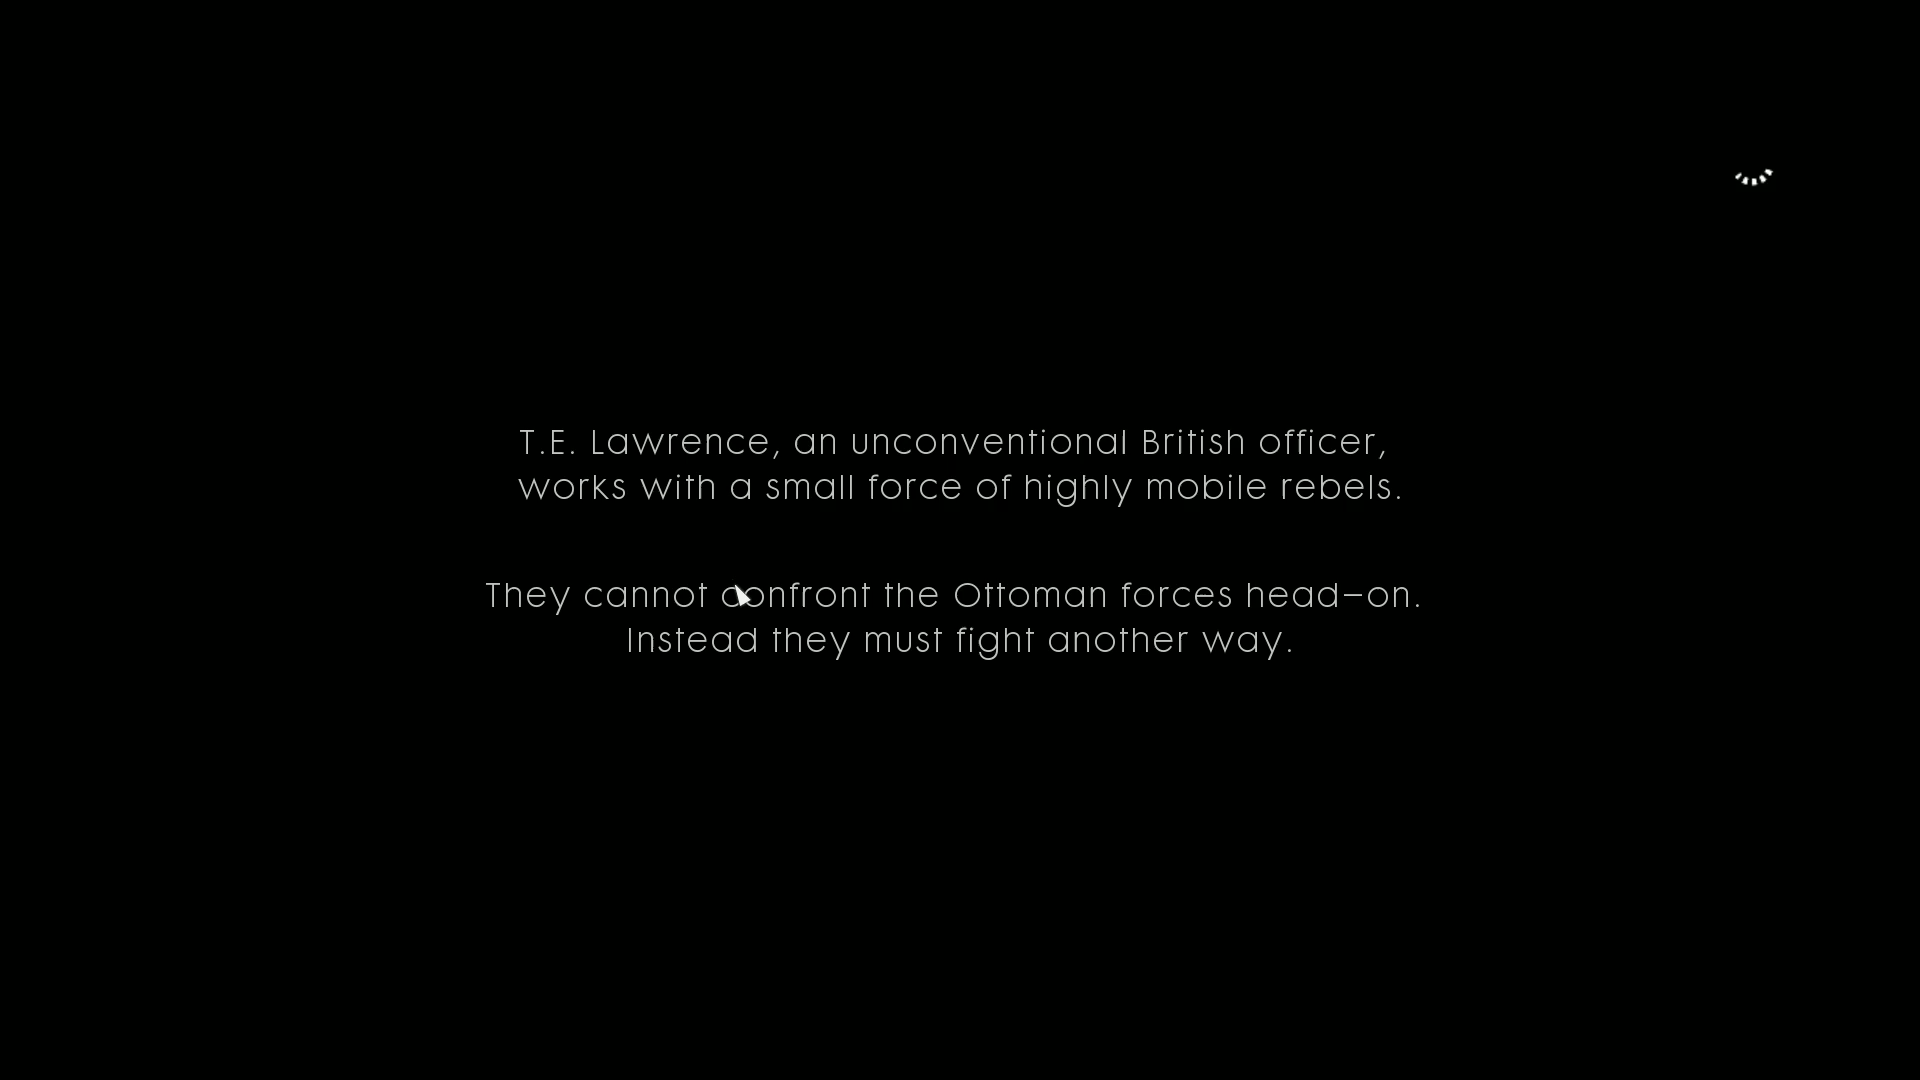 T.E. Lawrence, an unconventional British officer,
works with a small force of highly mobile rebels.
They cannot confront the Ottoman forces head-on.
Instead they must fight another way.